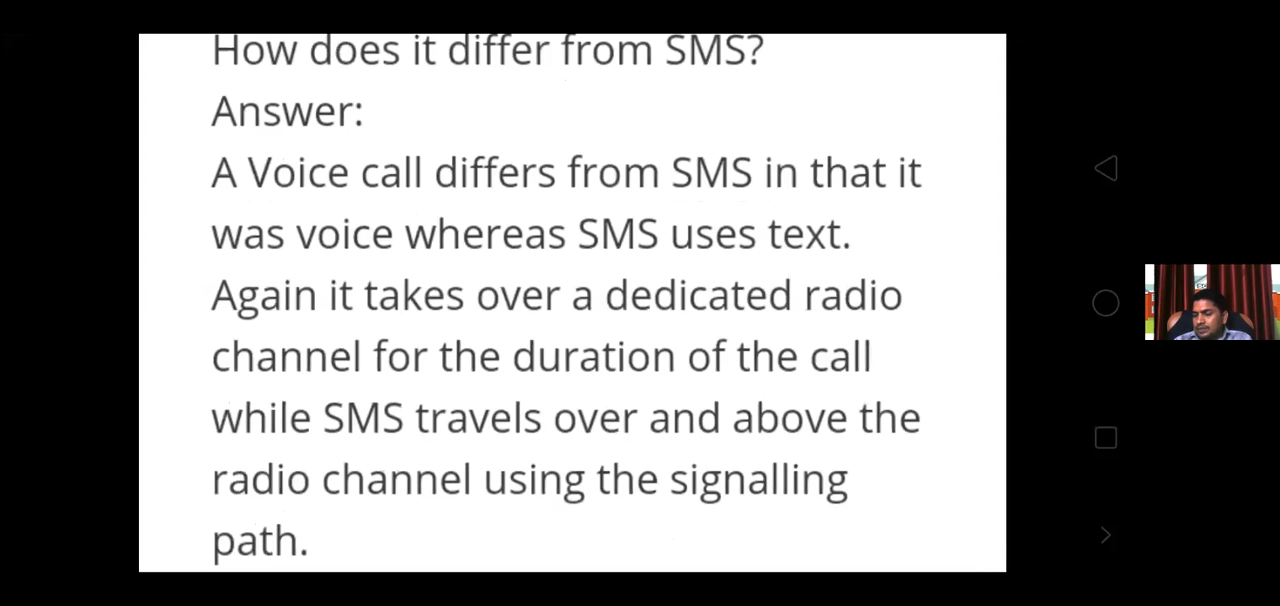 How does it differ from SMS?
Answer:
A Voice call differs from SMS in that it
was voice whereas SMS uses text.
Again it takes over a dedicated radio
channel for the duration of the call
while SMS travels over and above the
radio channel using the signalling
path.